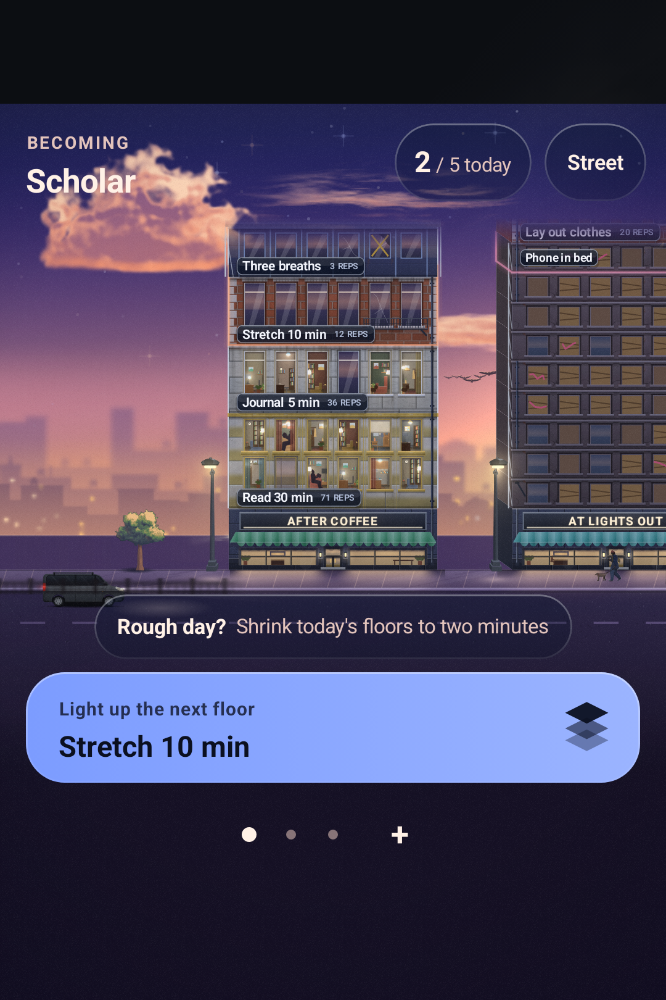 BECOMING
Scholar
2 / 5 today
Street
Three breaths 3 REPS
Stretch 10 min 12 REPS
Journal 5 min 36 REPS
Read 30 min 71 REPS
AFTER COFFEE
Lay out clothes 20 REPS
Phone in bed
AT LIGHTS OUT
Rough day? Shrink today's floors to two minutes
Light up the next floor
Stretch 10 min
+